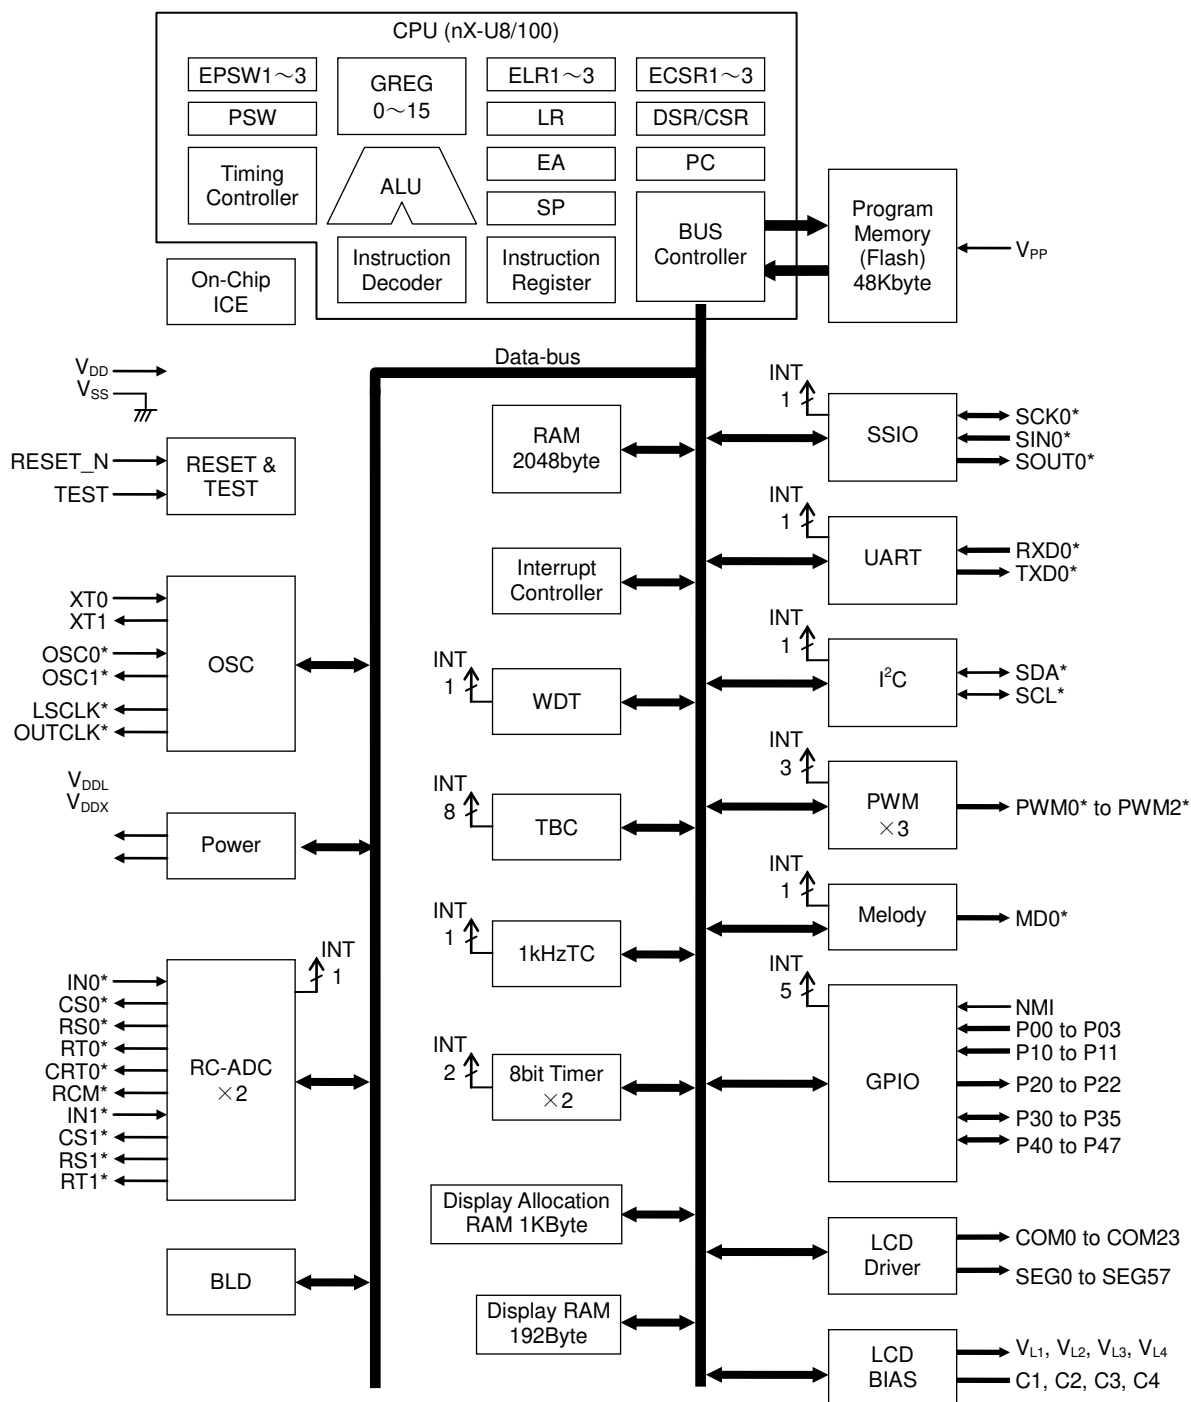 CPU (nX-U8/100)
EPSW1～3
GREG
0～15
ELR1～3
ECSR1～3
PSW
LR
DSR/CSR
Timing
Controller
ALU
EA
PC
SP
BUS
Controller
Instruction
Decoder
Instruction
Register
On-Chip
ICE
Program
Memory
(Flash)
48Kbyte
VPP
Data-bus
VDD
VSS
RESET_N
TEST
RESET &
TEST
XT0
XT1
OSC0*
OSC1*
LSCLK*
OUTCLK*
OSC
VDDL
VDDX
Power
IN0*
CS0*
RS0*
RT0*
CRT0*
RCM*
IN1*
CS1*
RS1*
RT1*
RC-ADC
×2
INT
1
BLD
RAM
2048byte
Interrupt
Controller
INT
1
WDT
INT
8
TBC
INT
1
1kHzTC
INT
2
8bit Timer
×2
Display Allocation
RAM 1KByte
Display RAM
192Byte
INT
1
SSIO
SCK0*
SIN0*
SOUT0*
INT
1
UART
RXD0*
TXD0*
INT
1
I2C
SDA*
SCL*
INT
3
PWM
×3
PWM0* to PWM2*
INT
1
Melody
MD0*
INT
5
GPIO
NMI
P00 to P03
P10 to P11
P20 to P22
P30 to P35
P40 to P47
LCD
Driver
COM0 to COM23
SEG0 to SEG57
LCD
BIAS
VL1, VL2, VL3, VL4
C1, C2, C3, C4